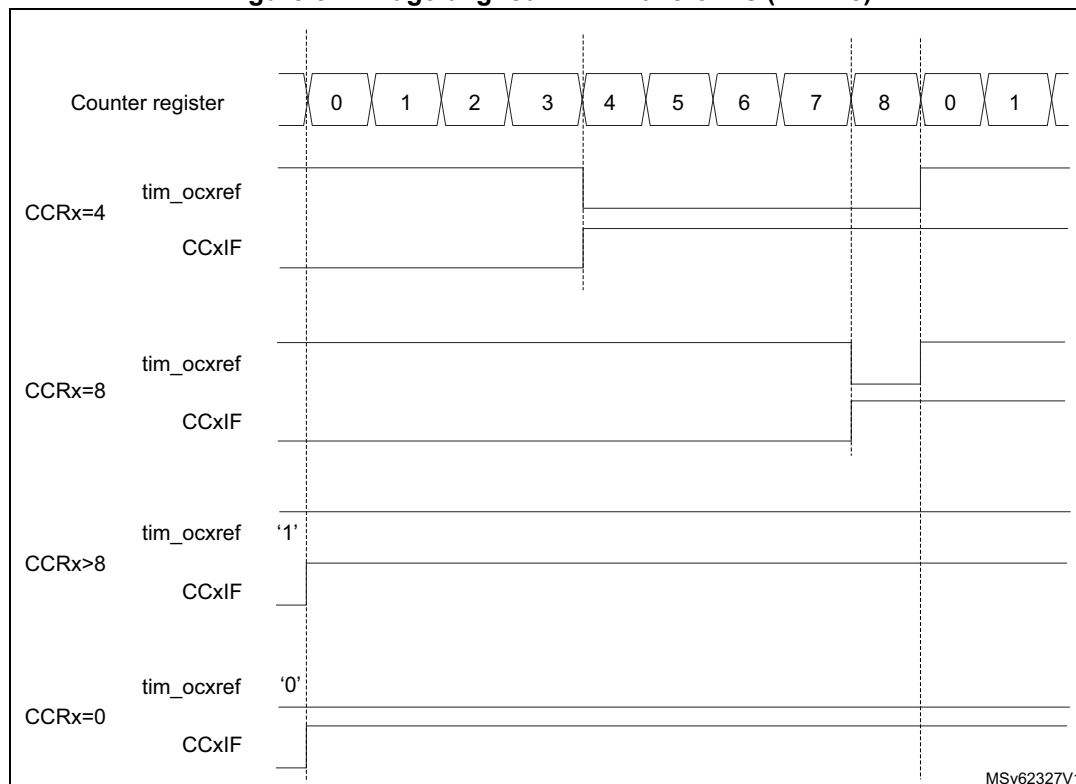 Counter register 0 1 2 3 4 5 6 7 8 0 1
tim_ocxref
CCRx=4
CCxIF
tim_ocxref
CCRx=8
CCxIF
tim_ocxref '1'
CCRx>8
CCxIF
tim_ocxref '0'
CCRx=0
CCxIF
MSv62327V1